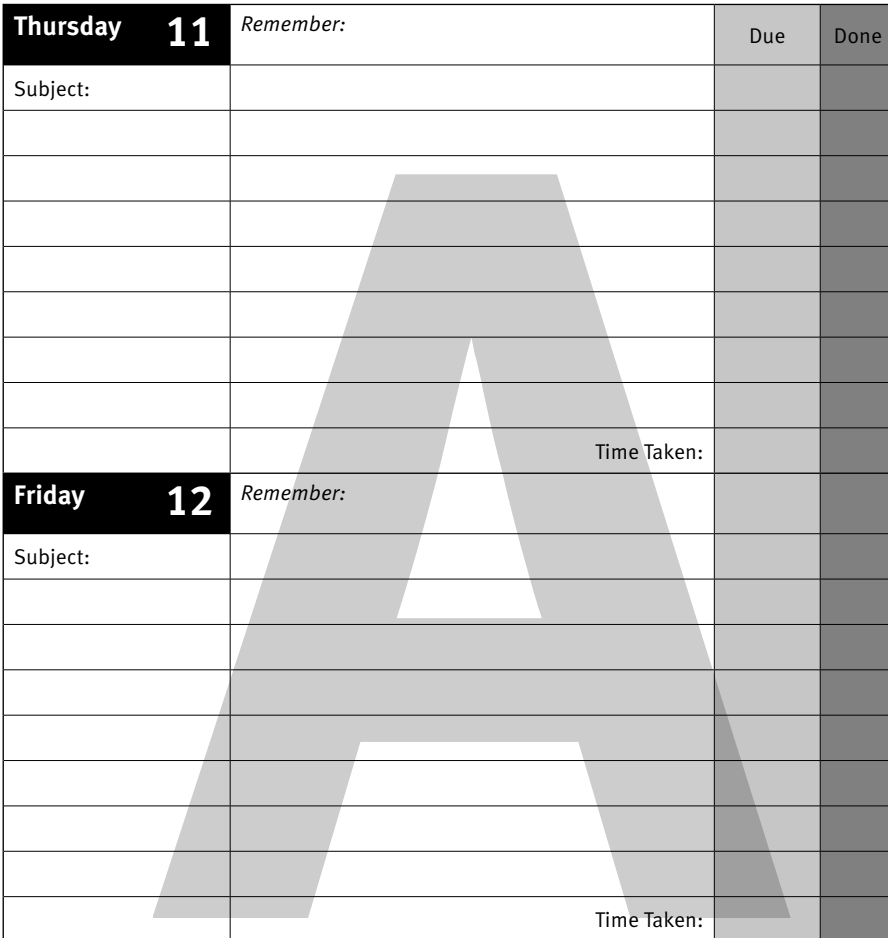 Thursday 11 Remember: Due Done
Subject:
Time Taken:
Friday 12 Remember:
Subject:
Time Taken:
A